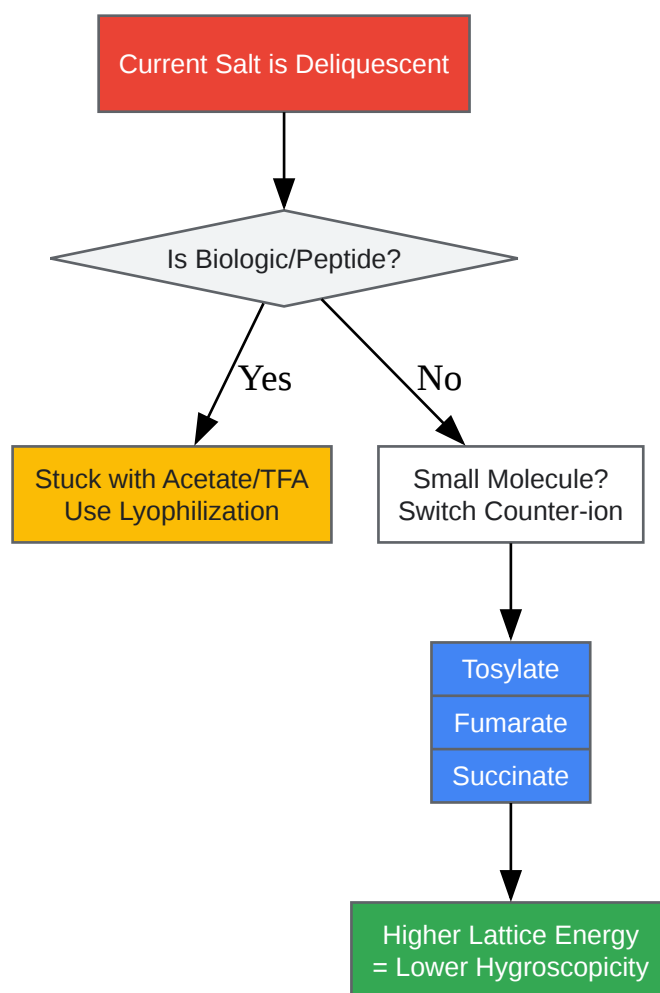 Current Salt is Deliquescent
Is Biologic/Peptide?
Yes
No
Stuck with Acetate/TFA
Use Lyophilization
Small Molecule?
Switch Counter-ion
Tosylate
Fumarate
Succinate
Higher Lattice Energy
= Lower Hygroscopicity